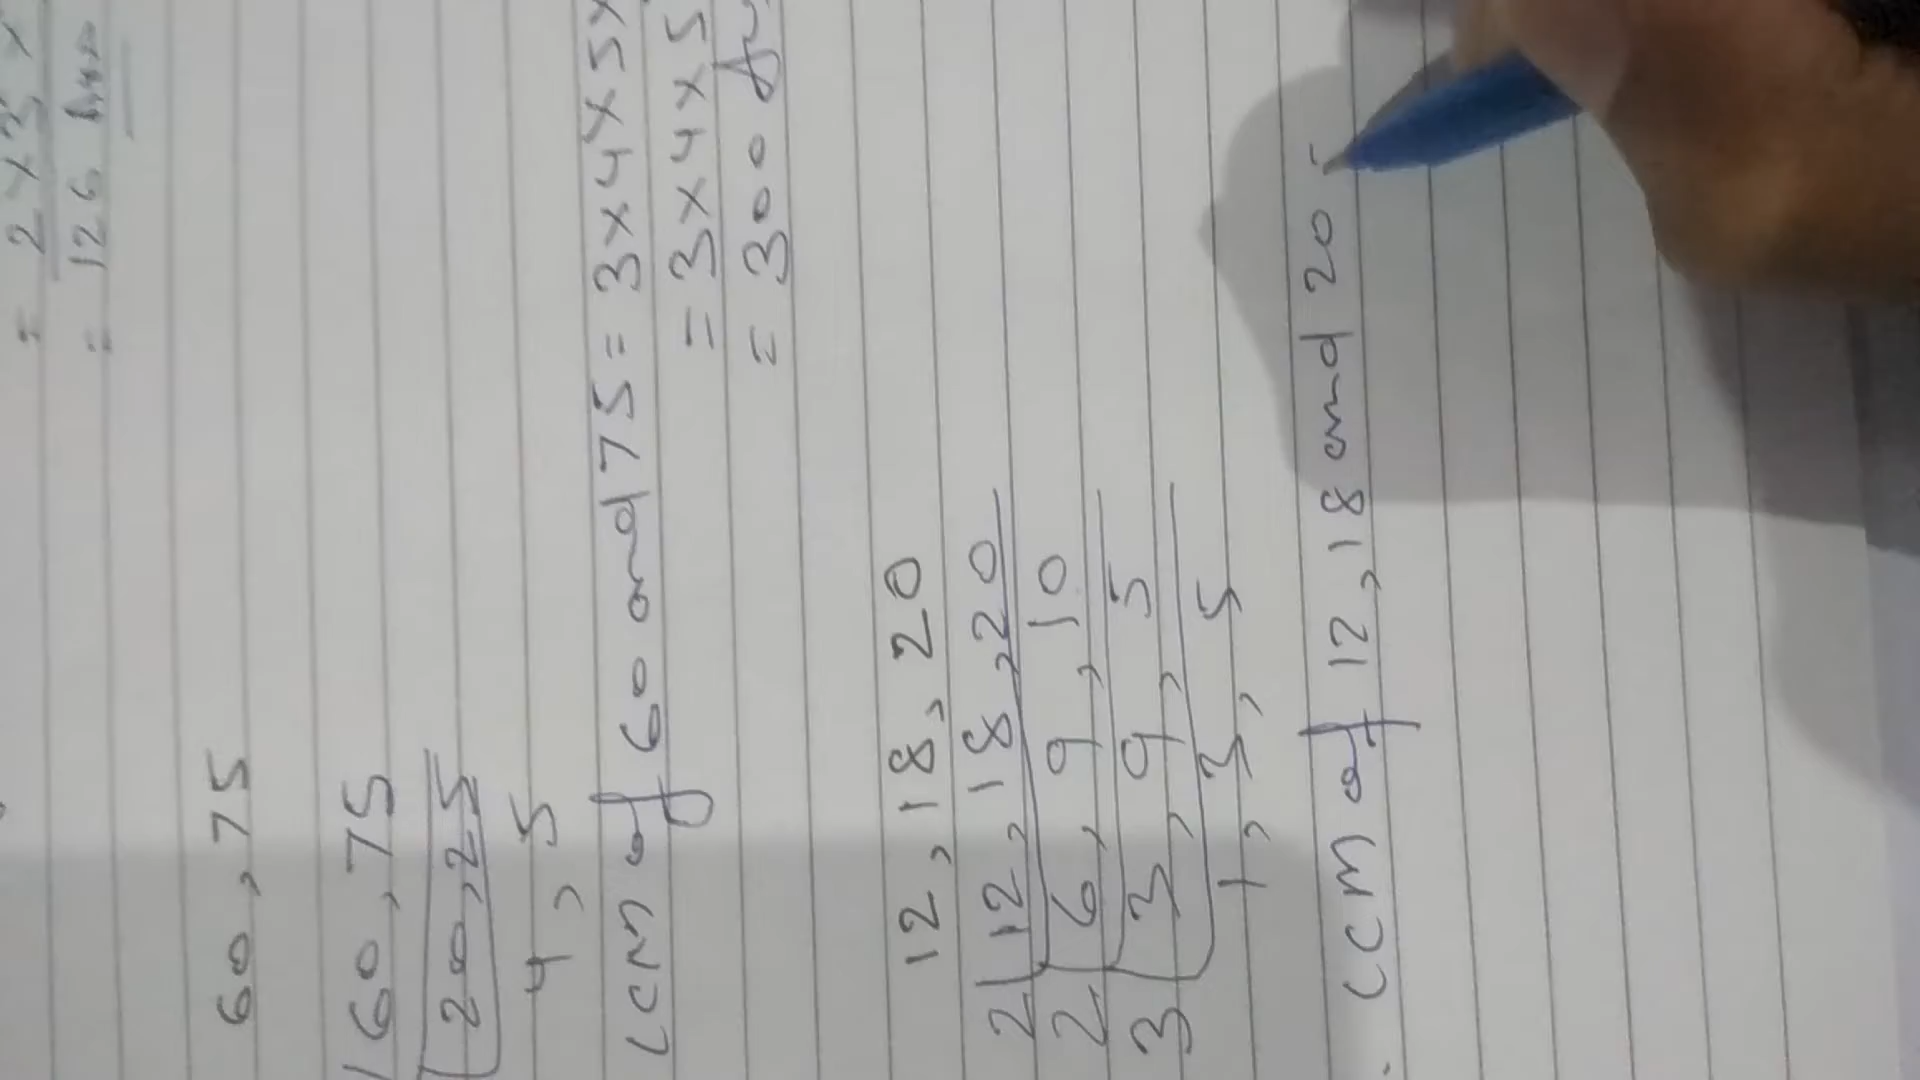 = 2 x 3 x
= 126
60, 75
60, 75
20, 25
4, 5
LCM of 60 and 75 = 3 x 4 x 5 x
= 3 x 4 x 5
= 300
12, 18, 20
2 12, 18, 20
2 6, 9, 10
3 3, 9, 5
1, 3, 5
LCM of 12, 18 and 20 -